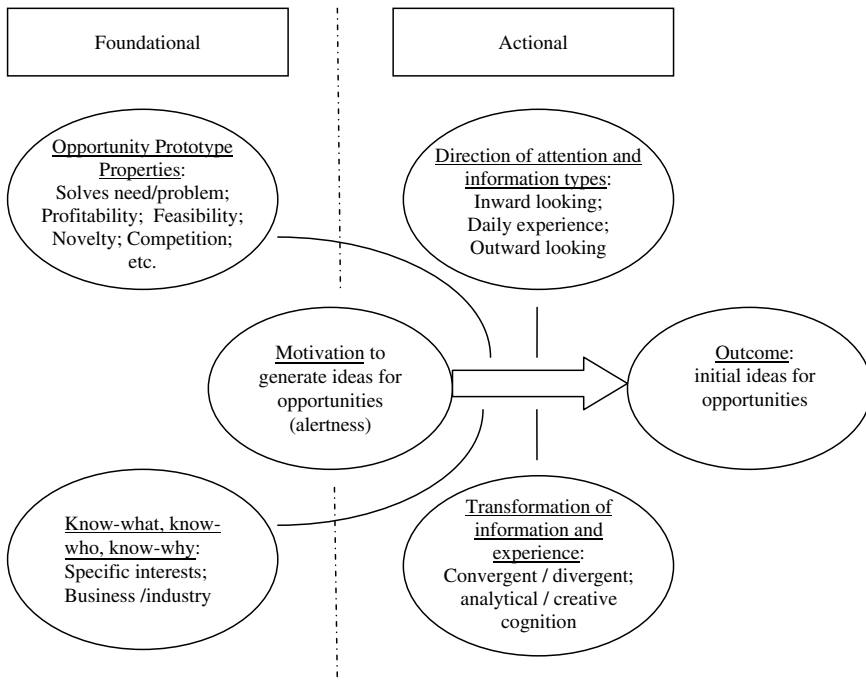 Foundational
Actional
Opportunity Prototype
Properties:
Solves need/problem;
Profitability; Feasibility;
Novelty; Competition;
etc.
Direction of attention and
information types:
Inward looking;
Daily experience;
Outward looking
Motivation to
generate ideas for
opportunities
(alertness)
Outcome:
initial ideas for
opportunities
Know-what, know-
who, know-why:
Specific interests;
Business /industry
Transformation of
information and
experience:
Convergent / divergent;
analytical / creative
cognition